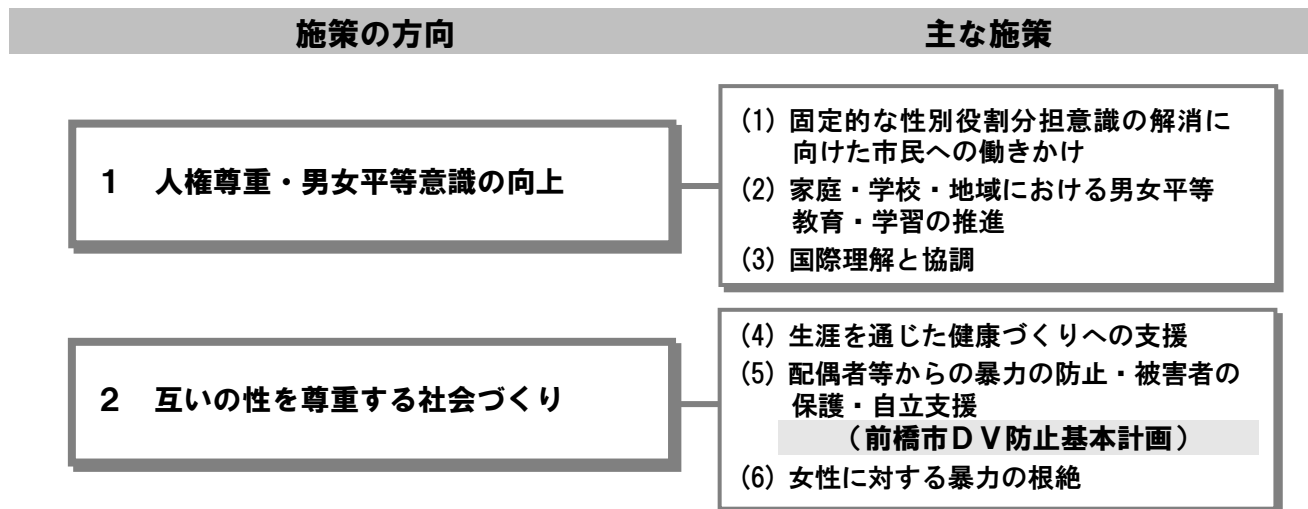 施策の方向
主な施策
1 人権尊重・男女平等意識の向上
(1) 固定的な性別役割分担意識の解消に
向けた市民への働きかけ
(2) 家庭・学校・地域における男女平等
教育・学習の推進
(3) 国際理解と協調
2 互いの性を尊重する社会づくり
(4) 生涯を通じた健康づくりへの支援
(5) 配偶者等からの暴力の防止・被害者の
保護・自立支援
（前橋市ＤＶ防止基本計画）
(6) 女性に対する暴力の根絶